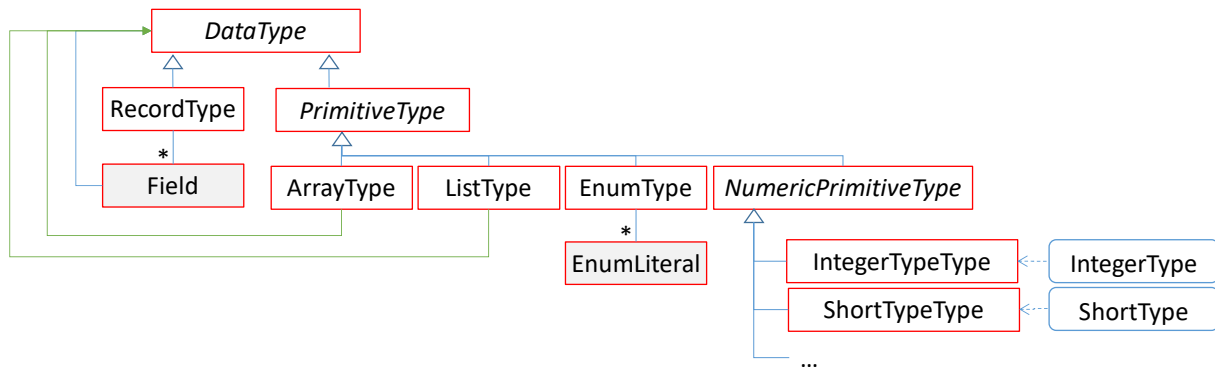 DataType
RecordType
PrimitiveType
*
Field
ArrayType
ListType
EnumType
NumericPrimitiveType
*
EnumLiteral
IntegerTypeType
IntegerType
ShortTypeType
ShortType
...